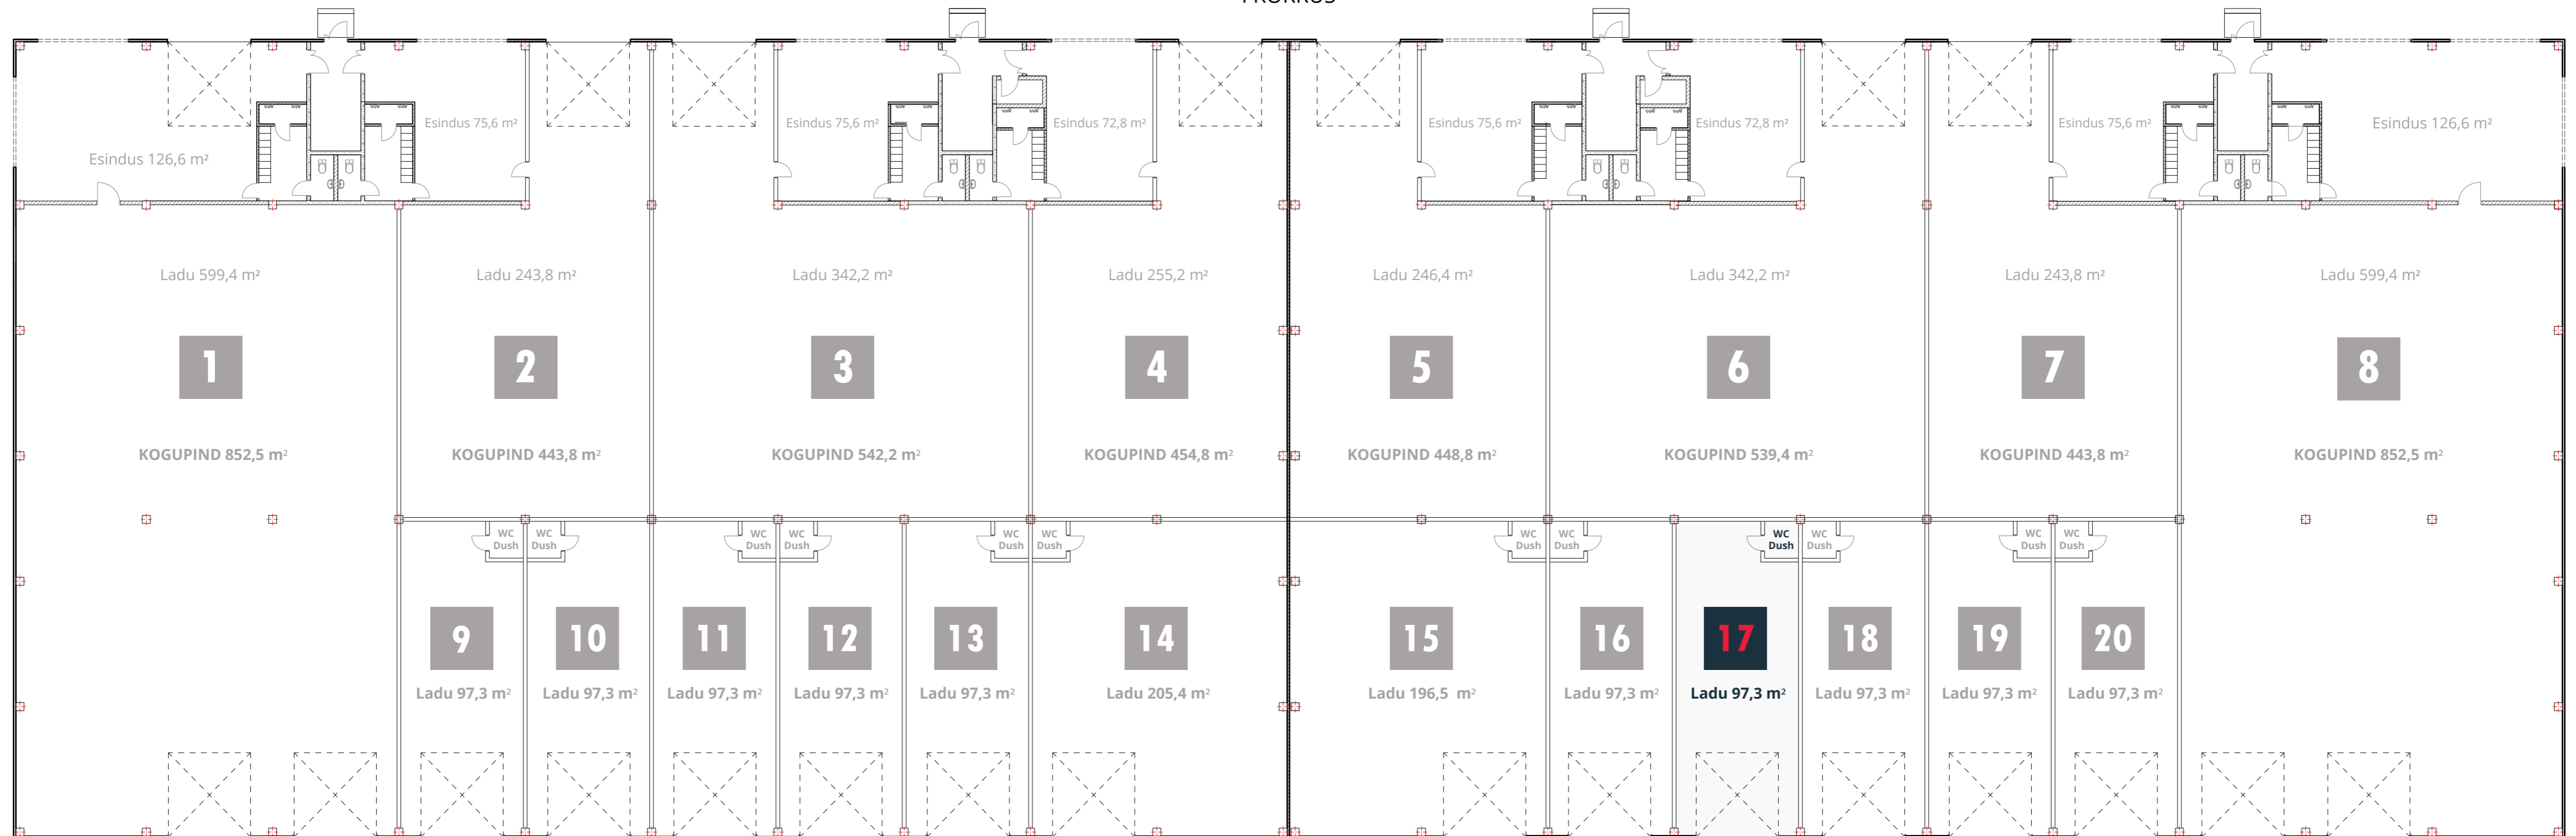 I KORRUS
Esindus 126,6 m²
Esindus 75,6 m²
Esindus 75,6 m²
Esindus 72,8 m²
Esindus 75,6 m²
Esindus 72,8 m²
Esindus 75,6 m²
Esindus 126,6 m²
Ladu 599,4 m²
Ladu 243,8 m²
Ladu 342,2 m²
Ladu 255,2 m²
Ladu 246,4 m²
Ladu 342,2 m²
Ladu 243,8 m²
Ladu 599,4 m²
1
2
3
4
5
6
7
8
KOGUPIND 852,5 m²
KOGUPIND 443,8 m²
KOGUPIND 542,2 m²
KOGUPIND 454,8 m²
KOGUPIND 448,8 m²
KOGUPIND 539,4 m²
KOGUPIND 443,8 m²
KOGUPIND 852,5 m²
WC
Dush
WC
Dush
WC
Dush
WC
Dush
WC
Dush
WC
Dush
WC
Dush
WC
Dush
WC
Dush
WC
Dush
WC
Dush
WC
Dush
9
10
11
12
13
14
15
16
17
18
19
20
Ladu 97,3 m²
Ladu 97,3 m²
Ladu 97,3 m²
Ladu 97,3 m²
Ladu 97,3 m²
Ladu 205,4 m²
Ladu 196,5 m²
Ladu 97,3 m²
Ladu 97,3 m²
Ladu 97,3 m²
Ladu 97,3 m²
Ladu 97,3 m²